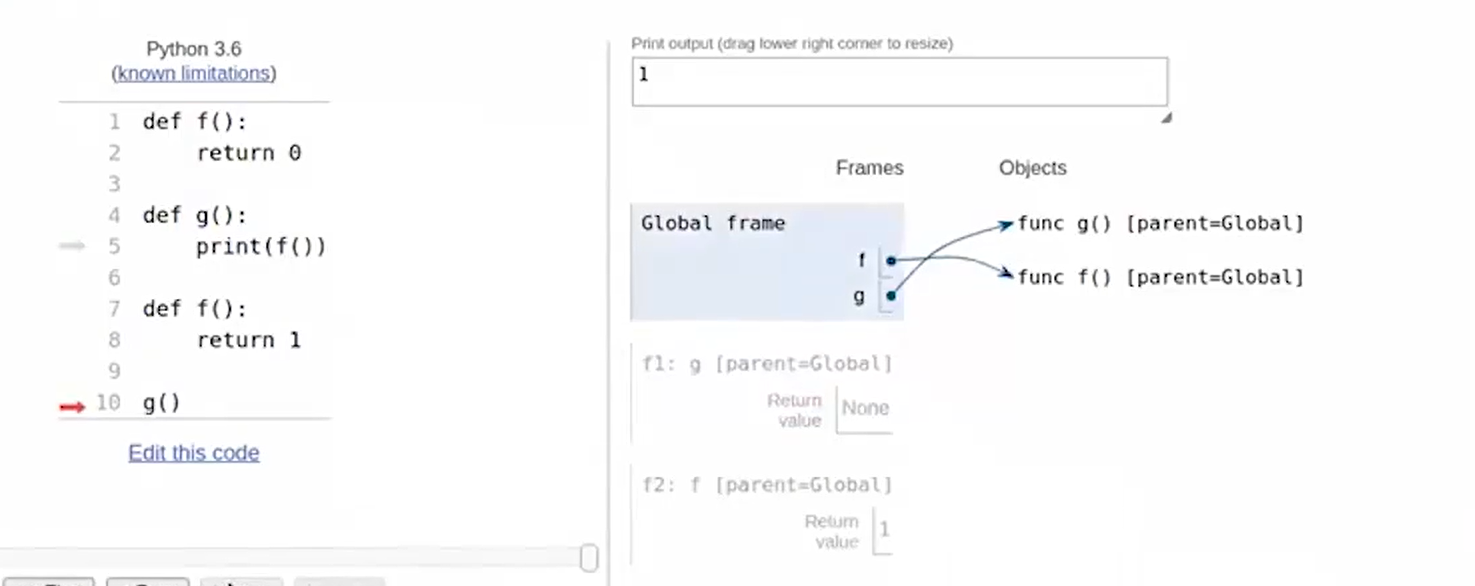 Python 3.6
(known limitations)
1 def f():
2     return 0
3
4 def g():
5     print(f())
6
7 def f():
8     return 1
9
10 g()
Edit this code
Print output (drag lower right corner to resize)
1
Frames Objects
Global frame
f
g
func g() [parent=Global]
func f() [parent=Global]
f1: g [parent=Global]
Return
value None
f2: f [parent=Global]
Return
value 1